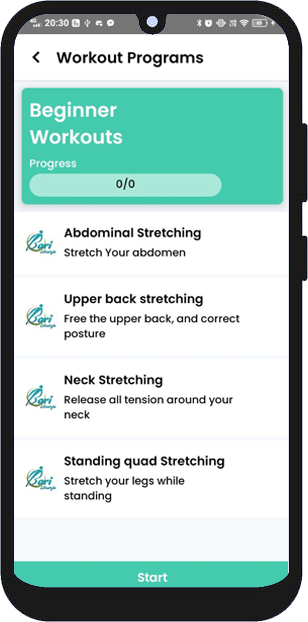 20:30
Workout Programs
Beginner
Workouts
Progress
0/0
Abdominal Stretching
Stretch Your abdomen
Upper back stretching
Free the upper back, and correct
posture
Neck Stretching
Release all tension around your
neck
Standing quad Stretching
Stretch your legs while
standing
Start